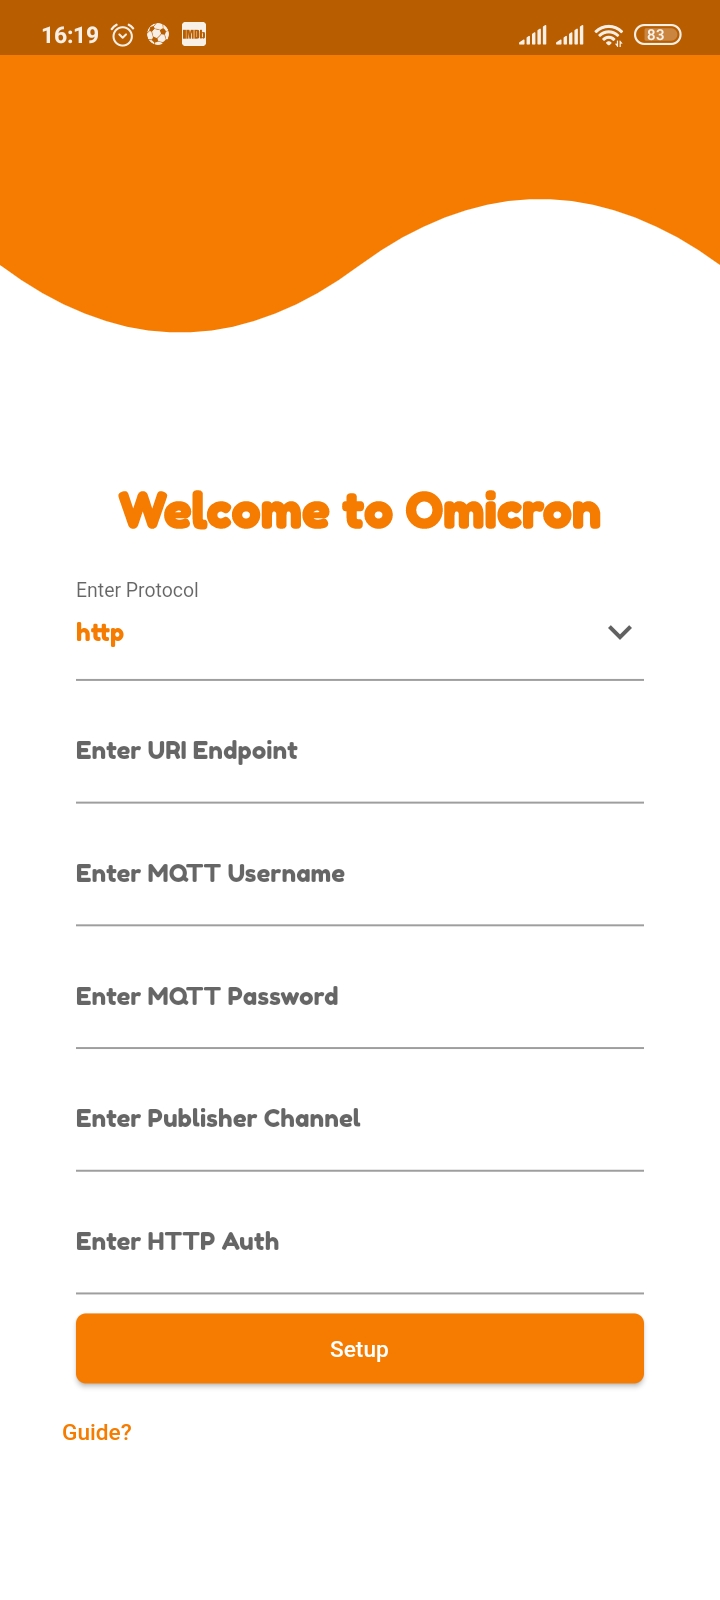 16:19 IMDb 83
Welcome to Omicron
Enter Protocol
http
Enter URI Endpoint
Enter MQTT Username
Enter MQTT Password
Enter Publisher Channel
Enter HTTP Auth
Setup
Guide?